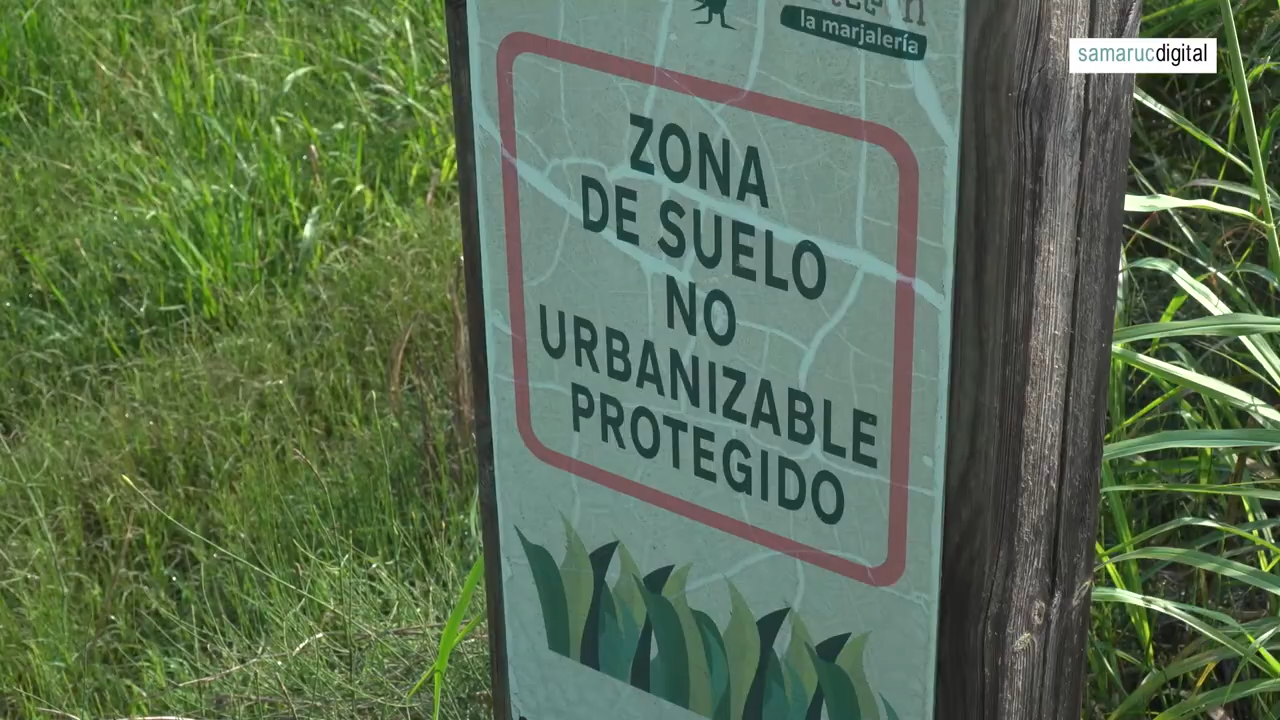 la marjalería
samarucdigital
ZONA
DE SUELO
NO
URBANIZABLE
PROTEGIDO